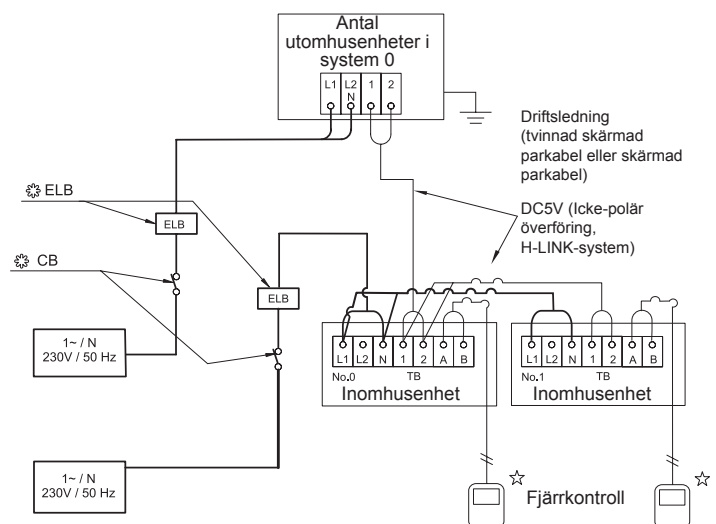 Antal
utomhusenheter i
system 0
L1 L2 N 1 2
Driftsledning
(tvinnad skärmad
parkabel eller skärmad
parkabel)
DC5V (Icke-polär
överföring,
H-LINK-system)
ELB
ELB
CB
ELB
1~ / N
230V / 50 Hz
L1 L2 N 1 2 A B
No.0 TB
Inomhusenhet
L1 L2 N 1 2 A B
No.1 TB
Inomhusenhet
1~ / N
230V / 50 Hz
Fjärrkontroll